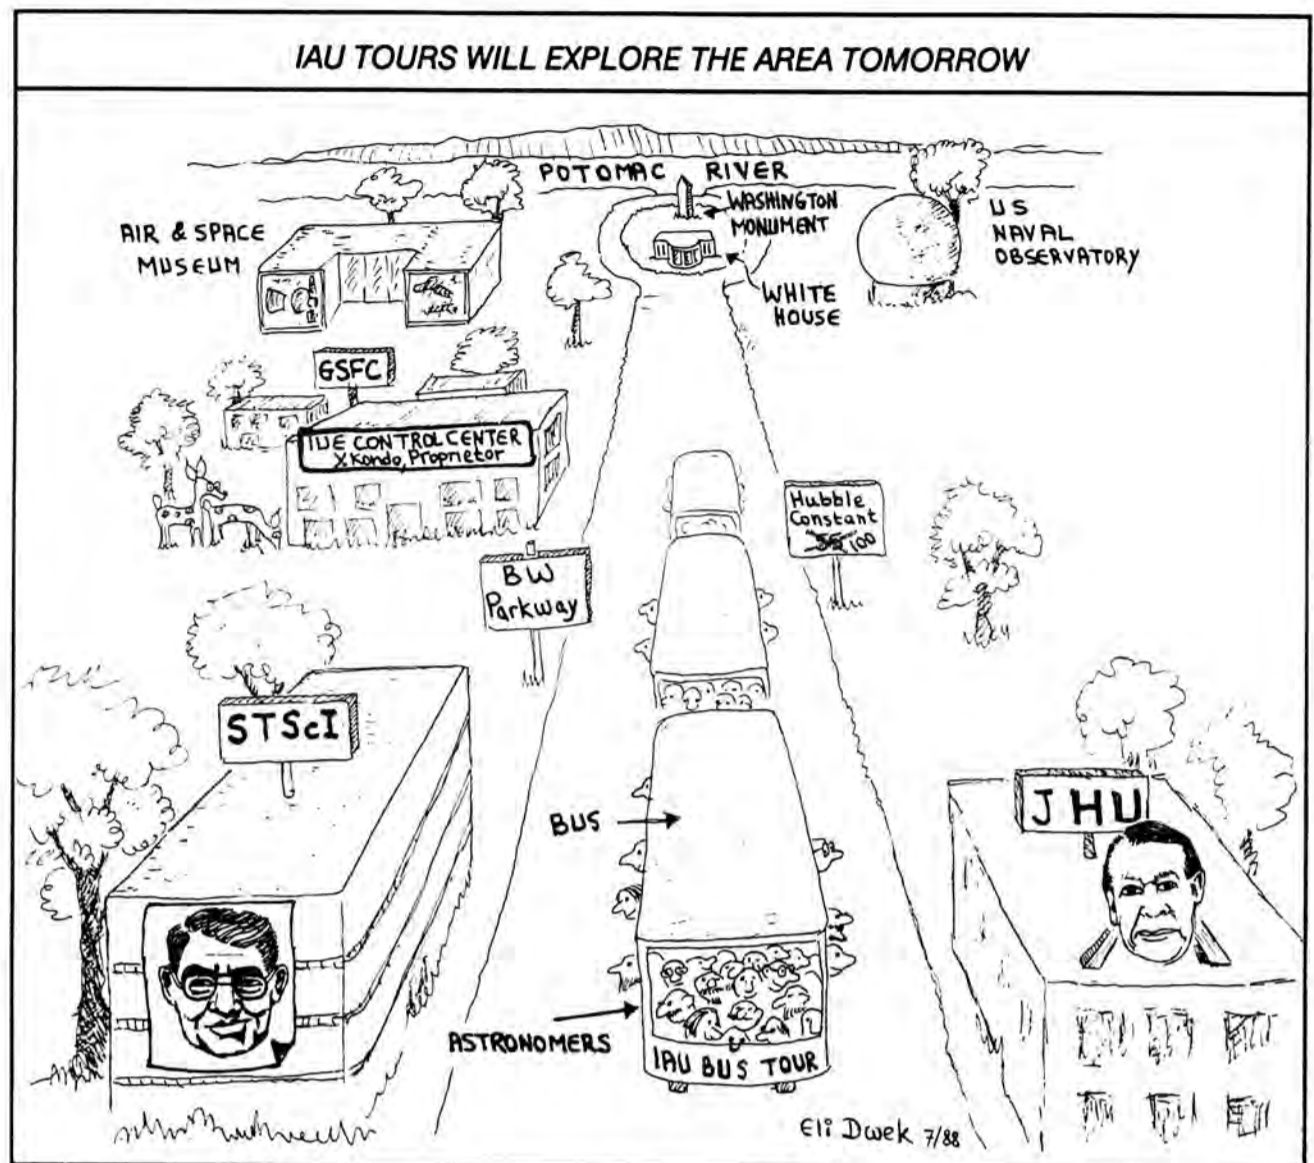 IAU TOURS WILL EXPLORE THE AREA TOMORROW
POTOMAC RIVER
WASHINGTON
MONUMENT
AIR & SPACE
MUSEUM
US
NAVAL
OBSERVATORY
WHITE
HOUSE
GSFC
IUE CONTROL CENTER
Y. Kondo, Proprietor
Hubble
Constant
100
BW
Parkway
STScI
JHU
BUS
ASTRONOMERS
IAU BUS TOUR
Eli Dwek 7/88